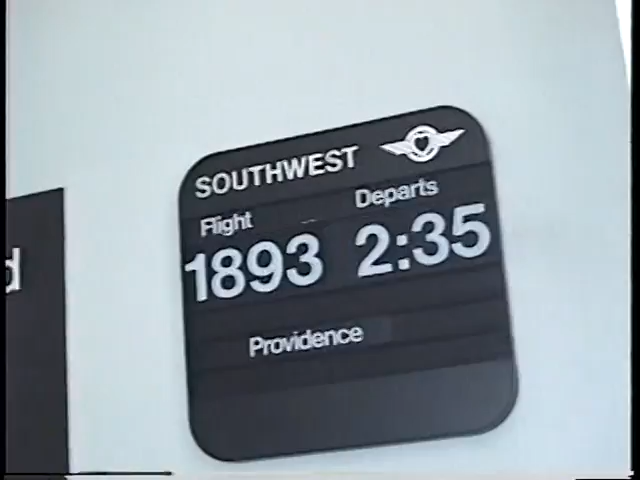 SOUTHWEST
Flight Departs
1893 2:35
Providence
d